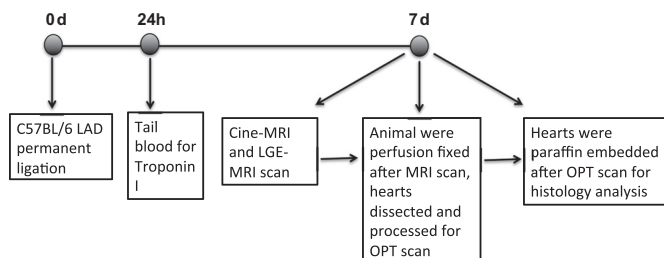 0 d
24h
7 d
C57BL/6 LAD
permanent
ligation
Tail
blood for
Troponin
I
Cine-MRI
and LGE-
MRI scan
Animal were
perfusion fixed
after MRI scan,
hearts
dissected and
processed for
OPT scan
Hearts were
paraffin embedded
after OPT scan for
histology analysis